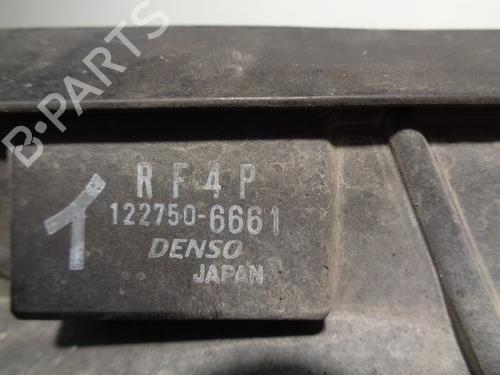 B-PARTS
RF4P
1
122750-6661
DENSO
JAPAN